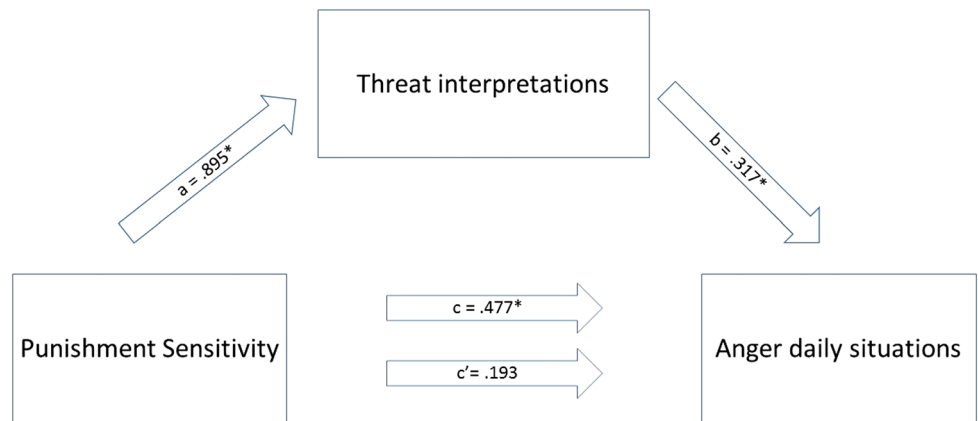 Threat interpretations
a = .895*
b = .317*
Punishment Sensitivity
c = .477*
c’= .193
Anger daily situations